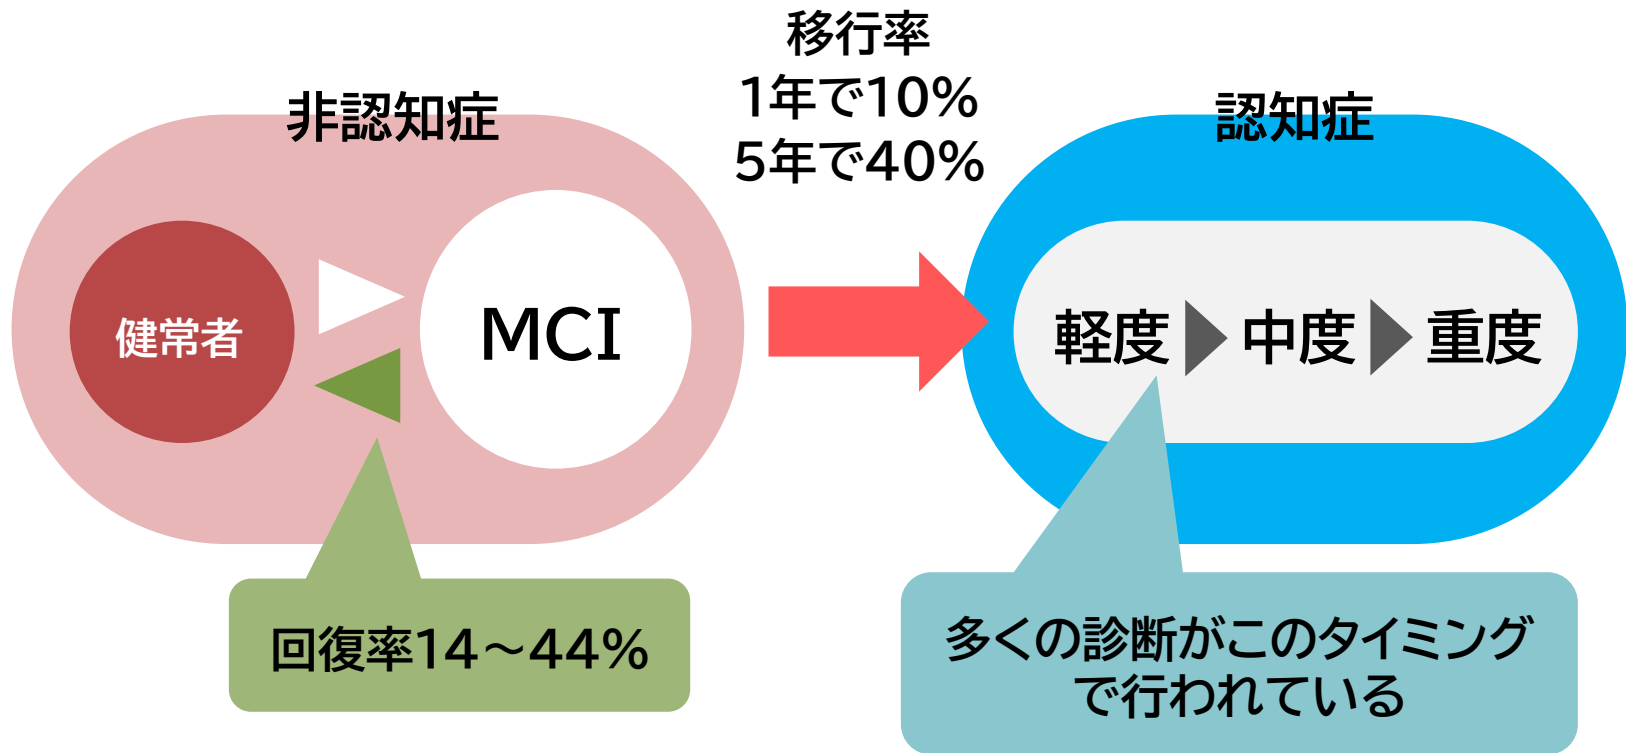 移行率
1年で10%
5年で40%
非認知症
認知症
健常者
MCI
軽度
中度
重度
回復率14～44%
多くの診断がこのタイミング
で行われている